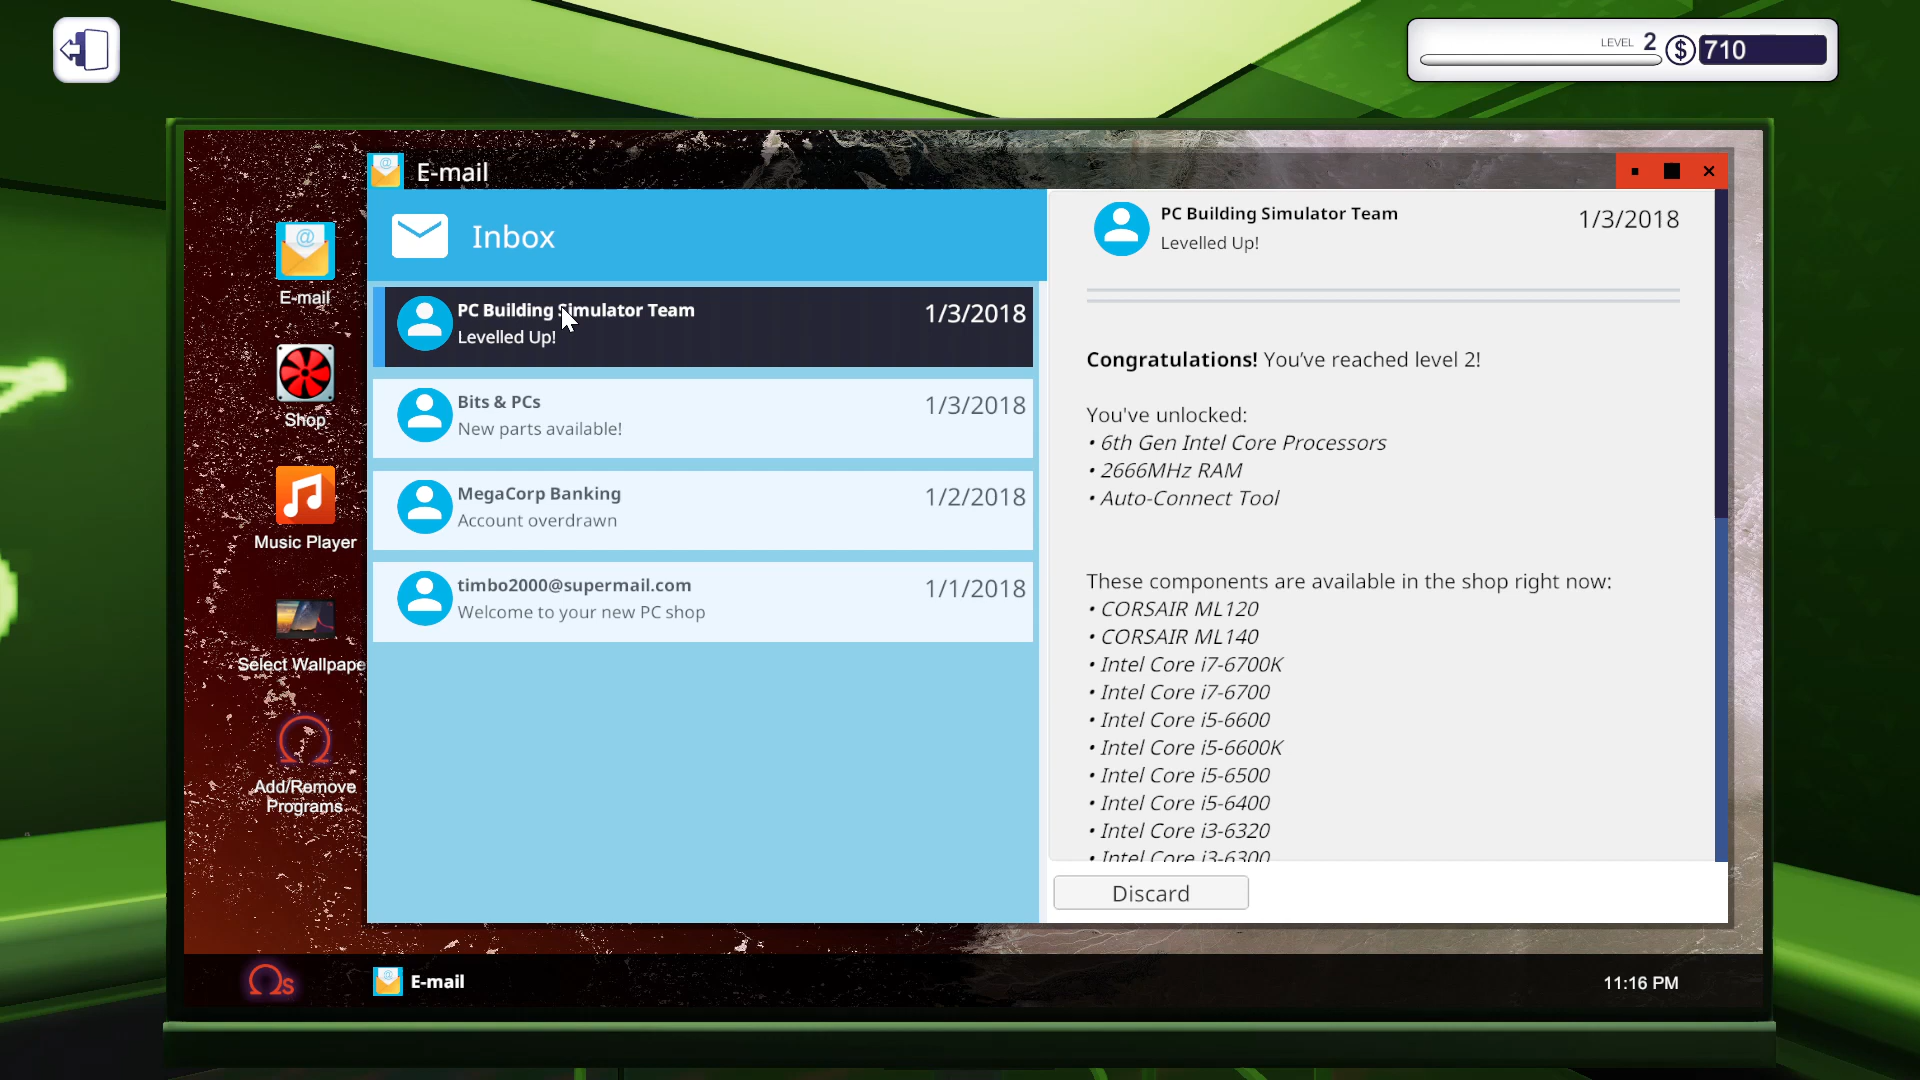 LEVEL 2 $ 710
E-mail
E-mail
Shop
Music Player
Select Wallpape
Add/Remove
Programs
Inbox
PC Building Simulator Team 1/3/2018
Levelled Up!
Bits & PCs 1/3/2018
New parts available!
MegaCorp Banking 1/2/2018
Account overdrawn
timbo2000@supermail.com 1/1/2018
Welcome to your new PC shop
PC Building Simulator Team 1/3/2018
Levelled Up!
Congratulations! You've reached level 2!
You've unlocked:
• 6th Gen Intel Core Processors
• 2666MHz RAM
• Auto-Connect Tool
These components are available in the shop right now:
• CORSAIR ML120
• CORSAIR ML140
• Intel Core i7-6700K
• Intel Core i7-6700
• Intel Core i5-6600
• Intel Core i5-6600K
• Intel Core i5-6500
• Intel Core i5-6400
• Intel Core i3-6320
• Intel Core i3-6300
Discard
Ωs
E-mail
11:16 PM